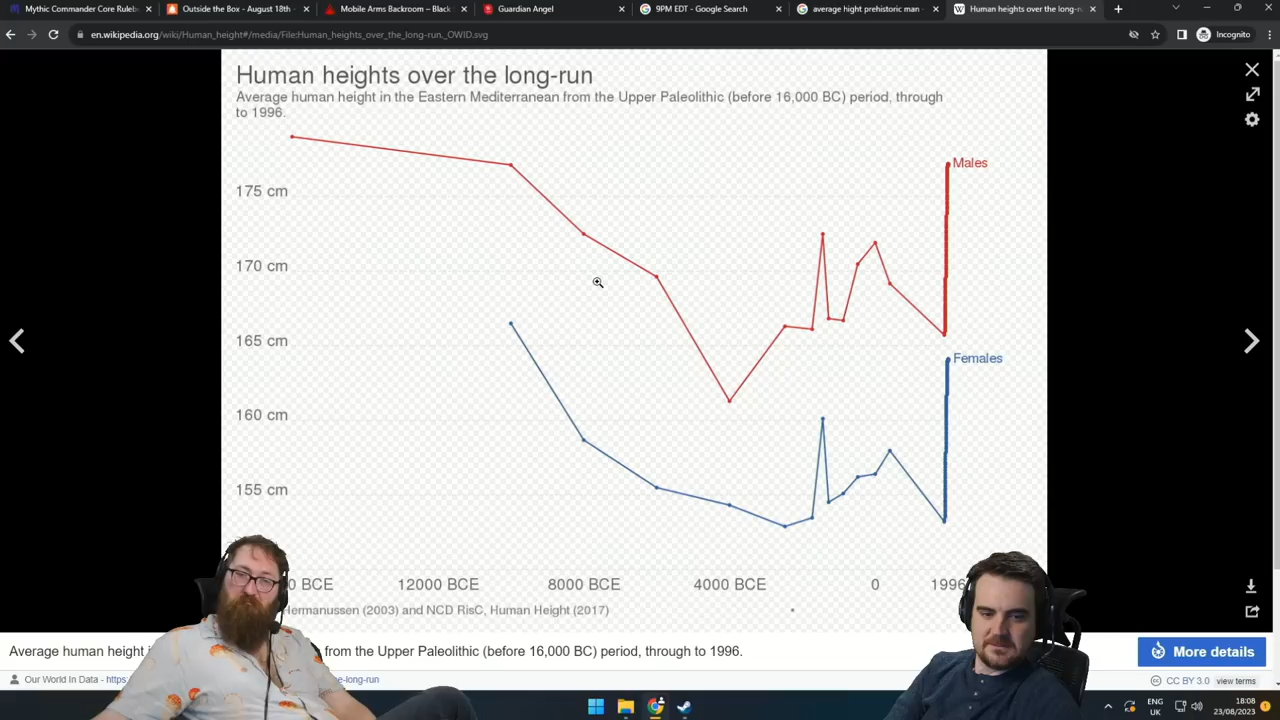 Mythic Commander Core Ruleb
Outside the Box - August 18th
Mobile Arms Backroom – Black
Guardian Angel
9PM EDT - Google Search
average hight prehistoric man -
Human heights over the long-ru
en.wikipedia.org/wiki/Human_height#/media/File:Human_heights_over_the_long-run,_OWID.svg
Incognito
Human heights over the long-run
Average human height in the Eastern Mediterranean from the Upper Paleolithic (before 16,000 BC) period, through
to 1996.
Males
175 cm
170 cm
165 cm
Females
160 cm
155 cm
0 BCE 12000 BCE 8000 BCE 4000 BCE 0 1996
Hermanussen (2003) and NCD RisC, Human Height (2017)
Average human height from the Upper Paleolithic (before 16,000 BC) period, through to 1996.
More details
Our World In Data - https: e-long-run
CC BY 3.0 view terms
ENG 18:08
UK 23/08/2023